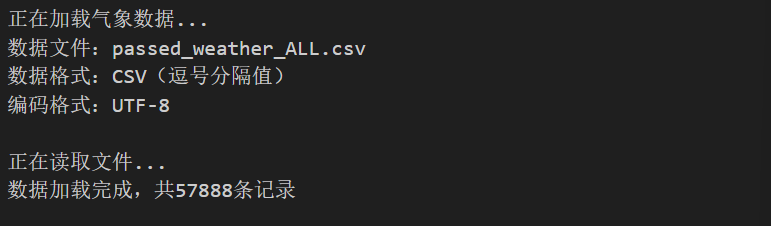 正在加载气象数据...
数据文件：passed_weather_ALL.csv
数据格式：CSV（逗号分隔值）
编码格式：UTF-8
正在读取文件...
数据加载完成，共57888条记录